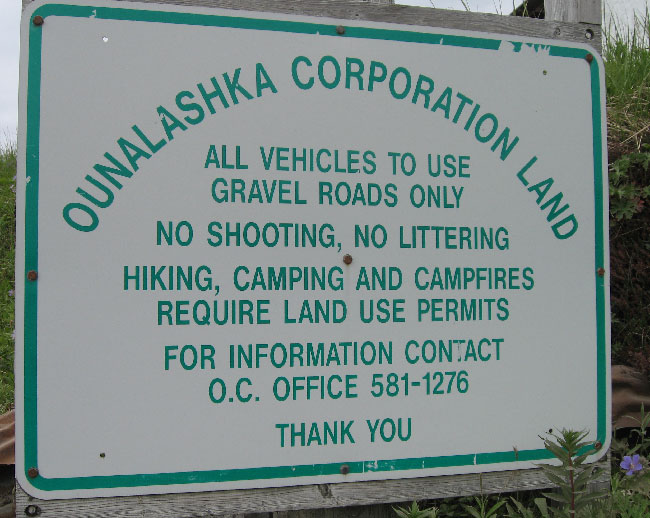 OUNALASHKA CORPORATION LAND
ALL VEHICLES TO USE
GRAVEL ROADS ONLY
NO SHOOTING, NO LITTERING
HIKING, CAMPING AND CAMPFIRES
REQUIRE LAND USE PERMITS
FOR INFORMATION CONTACT
O.C. OFFICE 581-1276
THANK YOU